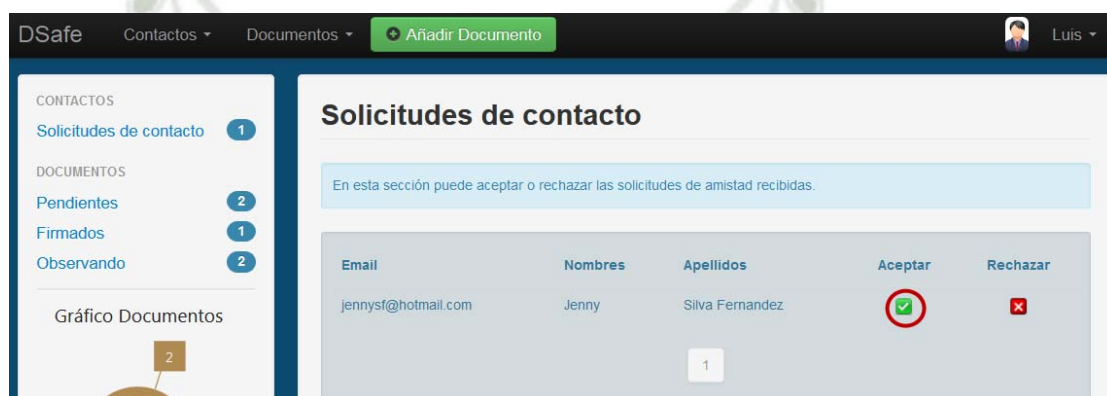 DSafe Contactos Documentos Añadir Documento Luis
CONTACTOS
Solicitudes de contacto 1
DOCUMENTOS
Pendientes 2
Firmados 1
Observando 2
Gráfico Documentos
2
Solicitudes de contacto
En esta sección puede aceptar o rechazar las solicitudes de amistad recibidas.
Email Nombres Apellidos Aceptar Rechazar
jennysf@hotmail.com Jenny Silva Fernandez
1